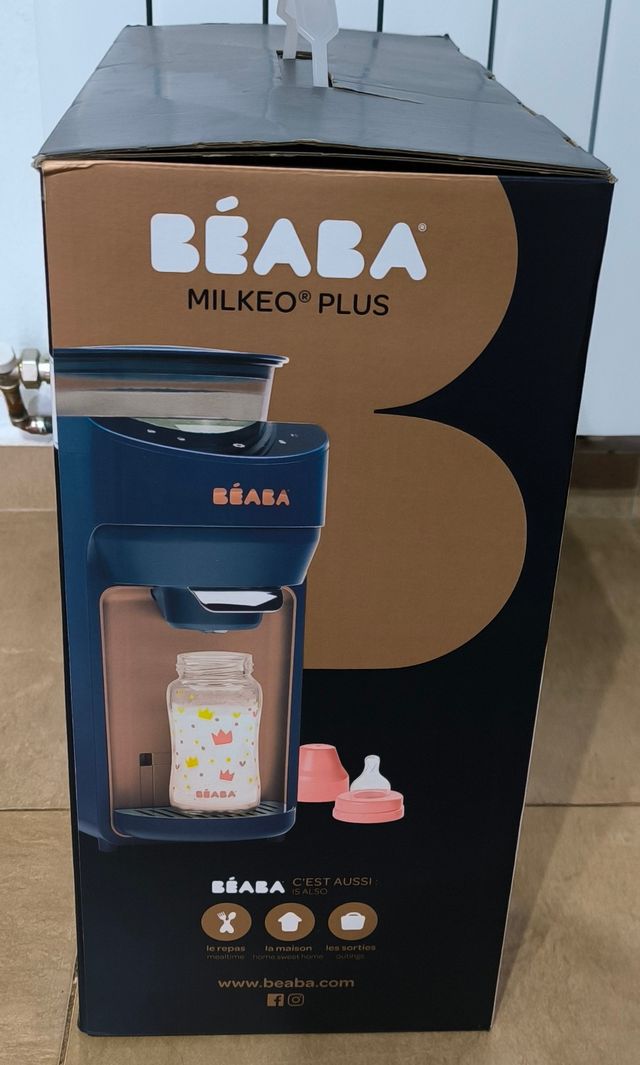 BÉABA®
MILKEO® PLUS
BÉABA
BÉABA
BÉABA® C'EST AUSSI :
IS ALSO
le repas la maison les sorties
mealtime home sweet home outings
www.beaba.com